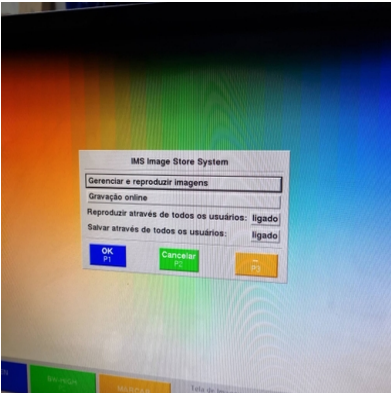 IMS Image Store System
Gerenciar e reproduzir imagens
Gravação online
Reproduzir através de todos os usuários: ligado
Salvar através de todos os usuários: ligado
OK
P1
Cancelar
P2
P3
MARCAR